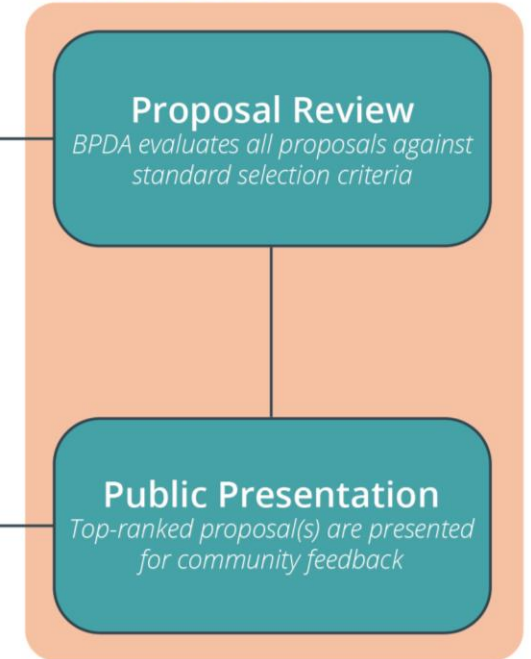 Proposal Review
BPDA evaluates all proposals against
standard selection criteria
Public Presentation
Top-ranked proposal(s) are presented
for community feedback